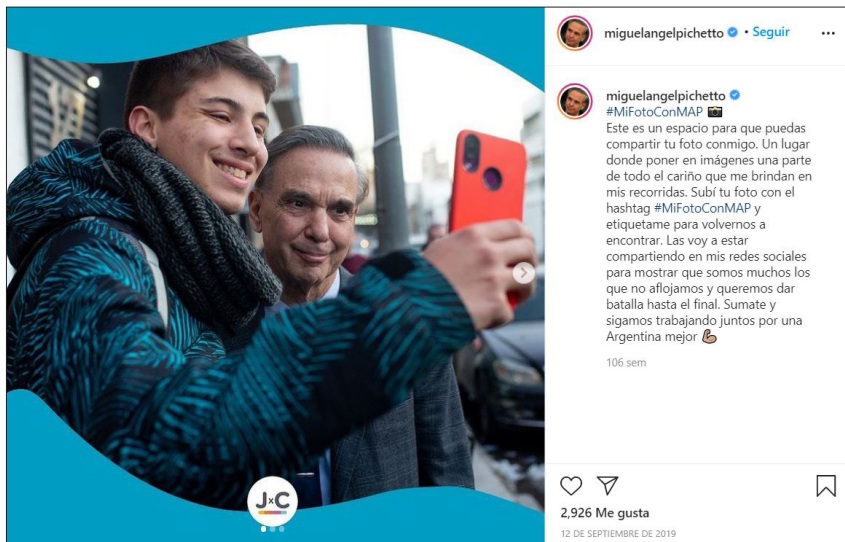 miguelangelpichetto • Seguir
miguelangelpichetto
#MiFotoConMAP 📸
Este es un espacio para que puedas
compartir tu foto conmigo. Un lugar
donde poner en imágenes una parte
de todo el cariño que me brindan en
mis recorridas. Subí tu foto con el
hashtag #MiFotoConMAP y
etiquetame para volvernos a
encontrar. Las voy a estar
compartiendo en mis redes sociales
para mostrar que somos muchos los
que no aflojamos y queremos dar
batalla hasta el final. Sumate y
sigamos trabajando juntos por una
Argentina mejor 💪🏽
106 sem
JxC
2,926 Me gusta
12 DE SEPTIEMBRE DE 2019